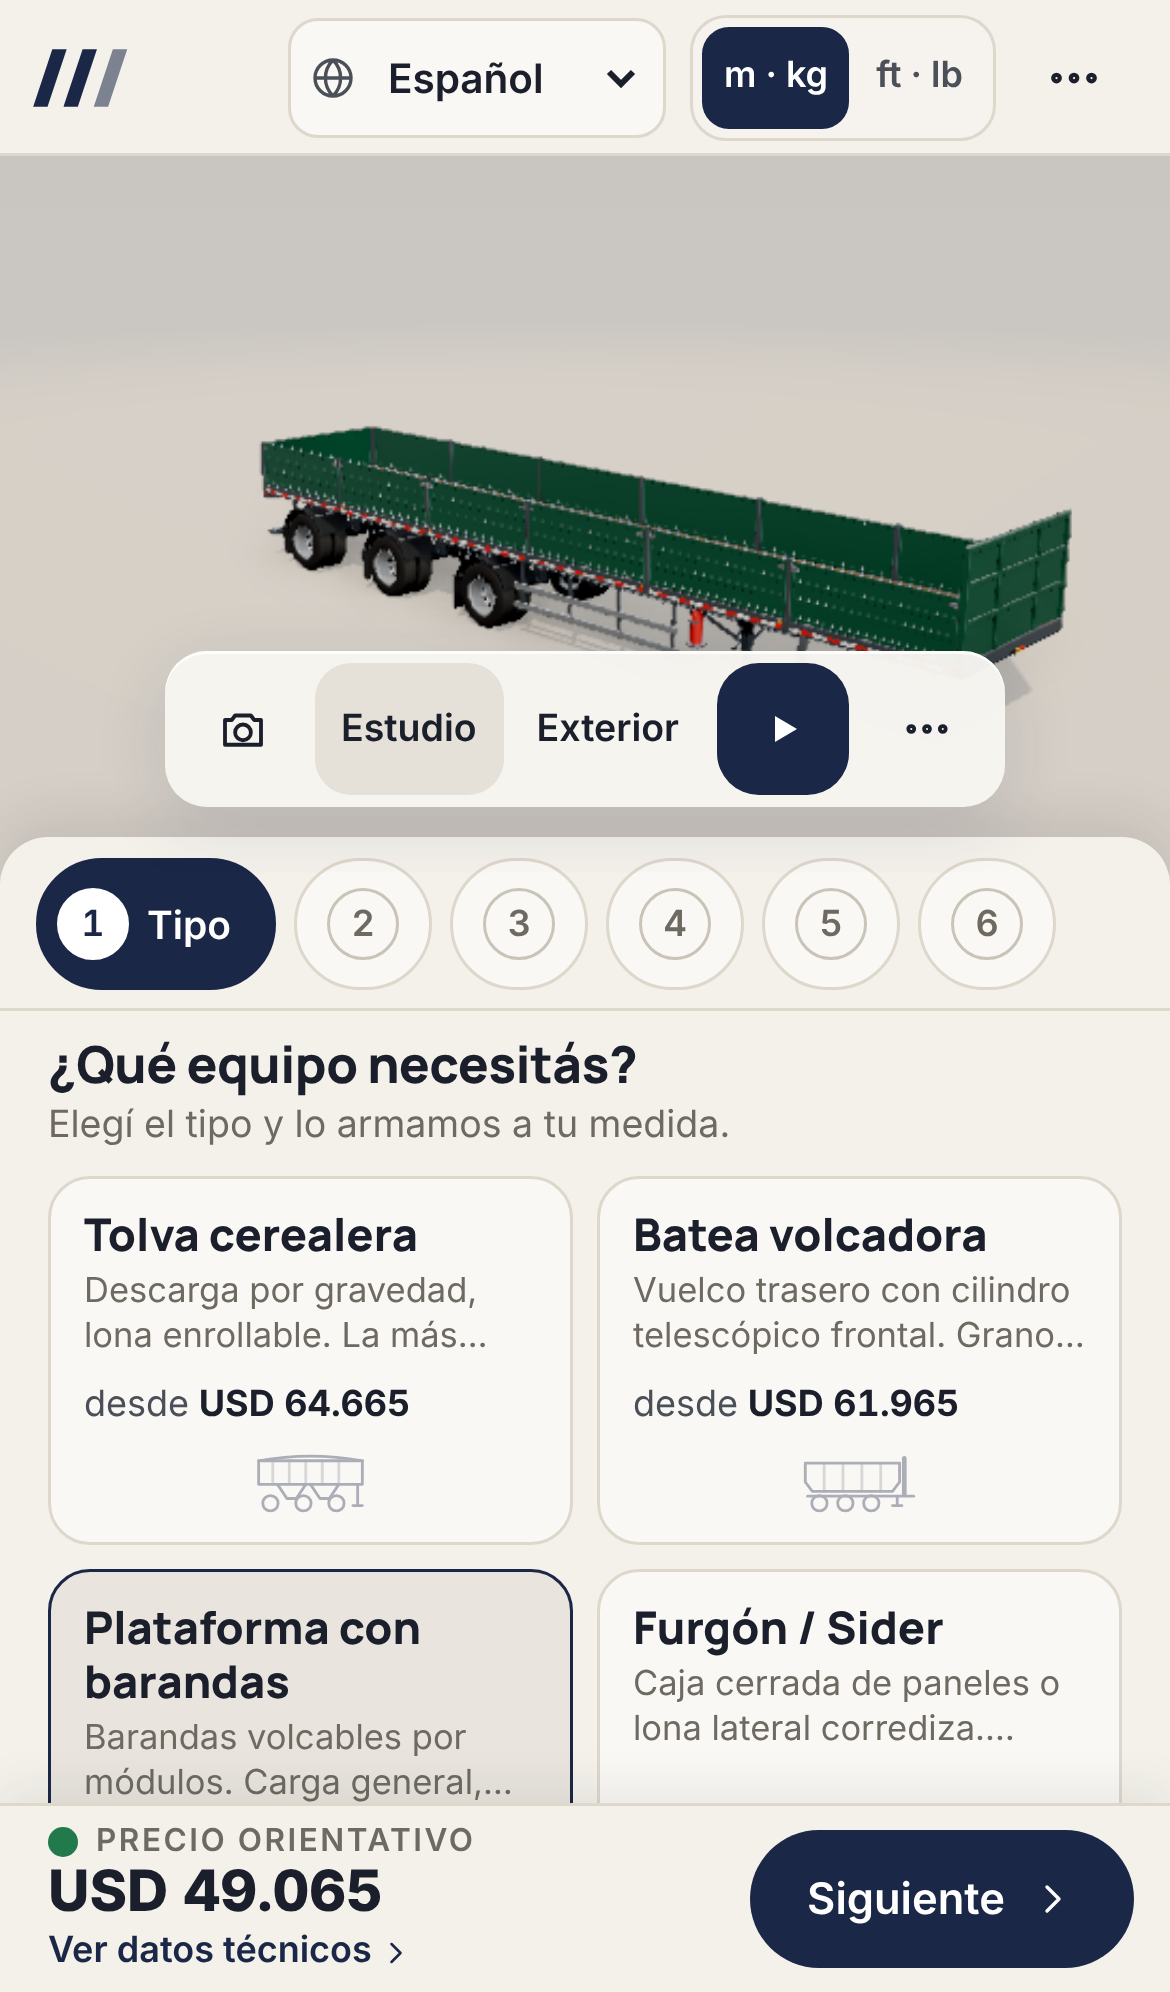 Español
m · kg
ft · lb
Estudio
Exterior
1 Tipo
2
3
4
5
6
¿Qué equipo necesitás?
Elegí el tipo y lo armamos a tu medida.
Tolva cerealera
Descarga por gravedad,
lona enrollable. La más...
desde USD 64.665
Batea volcadora
Vuelco trasero con cilindro
telescópico frontal. Grano...
desde USD 61.965
Plataforma con
barandas
Barandas volcables por
módulos. Carga general,...
Furgón / Sider
Caja cerrada de paneles o
lona lateral corrediza....
PRECIO ORIENTATIVO
USD 49.065
Ver datos técnicos
Siguiente